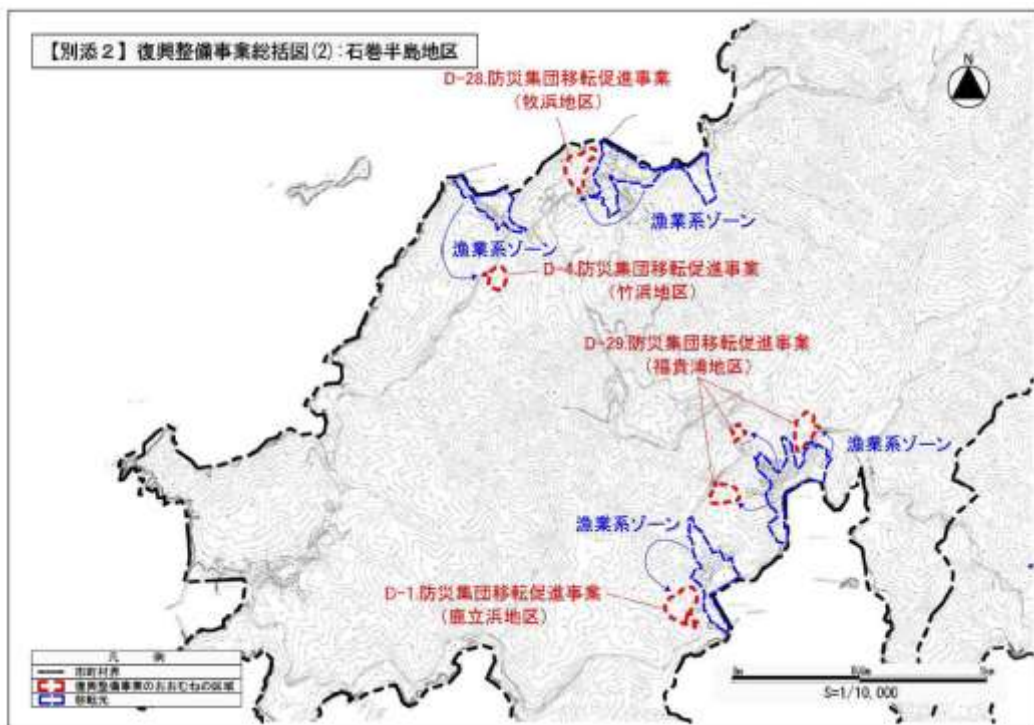 【別添２】復興整備事業総括図(2):石巻半島地区
N
D-28.防災集団移転促進事業
(牧浜地区)
漁業系ゾーン
漁業系ゾーン
D-4.防災集団移転促進事業
(竹浜地区)
D-29.防災集団移転促進事業
(福貴浦地区)
漁業系ゾーン
漁業系ゾーン
D-1.防災集団移転促進事業
(鹿立浜地区)
凡 例
市町村界
復興整備事業のおおむねの区域
移転元
0m
500m
1km
S=1/10,000